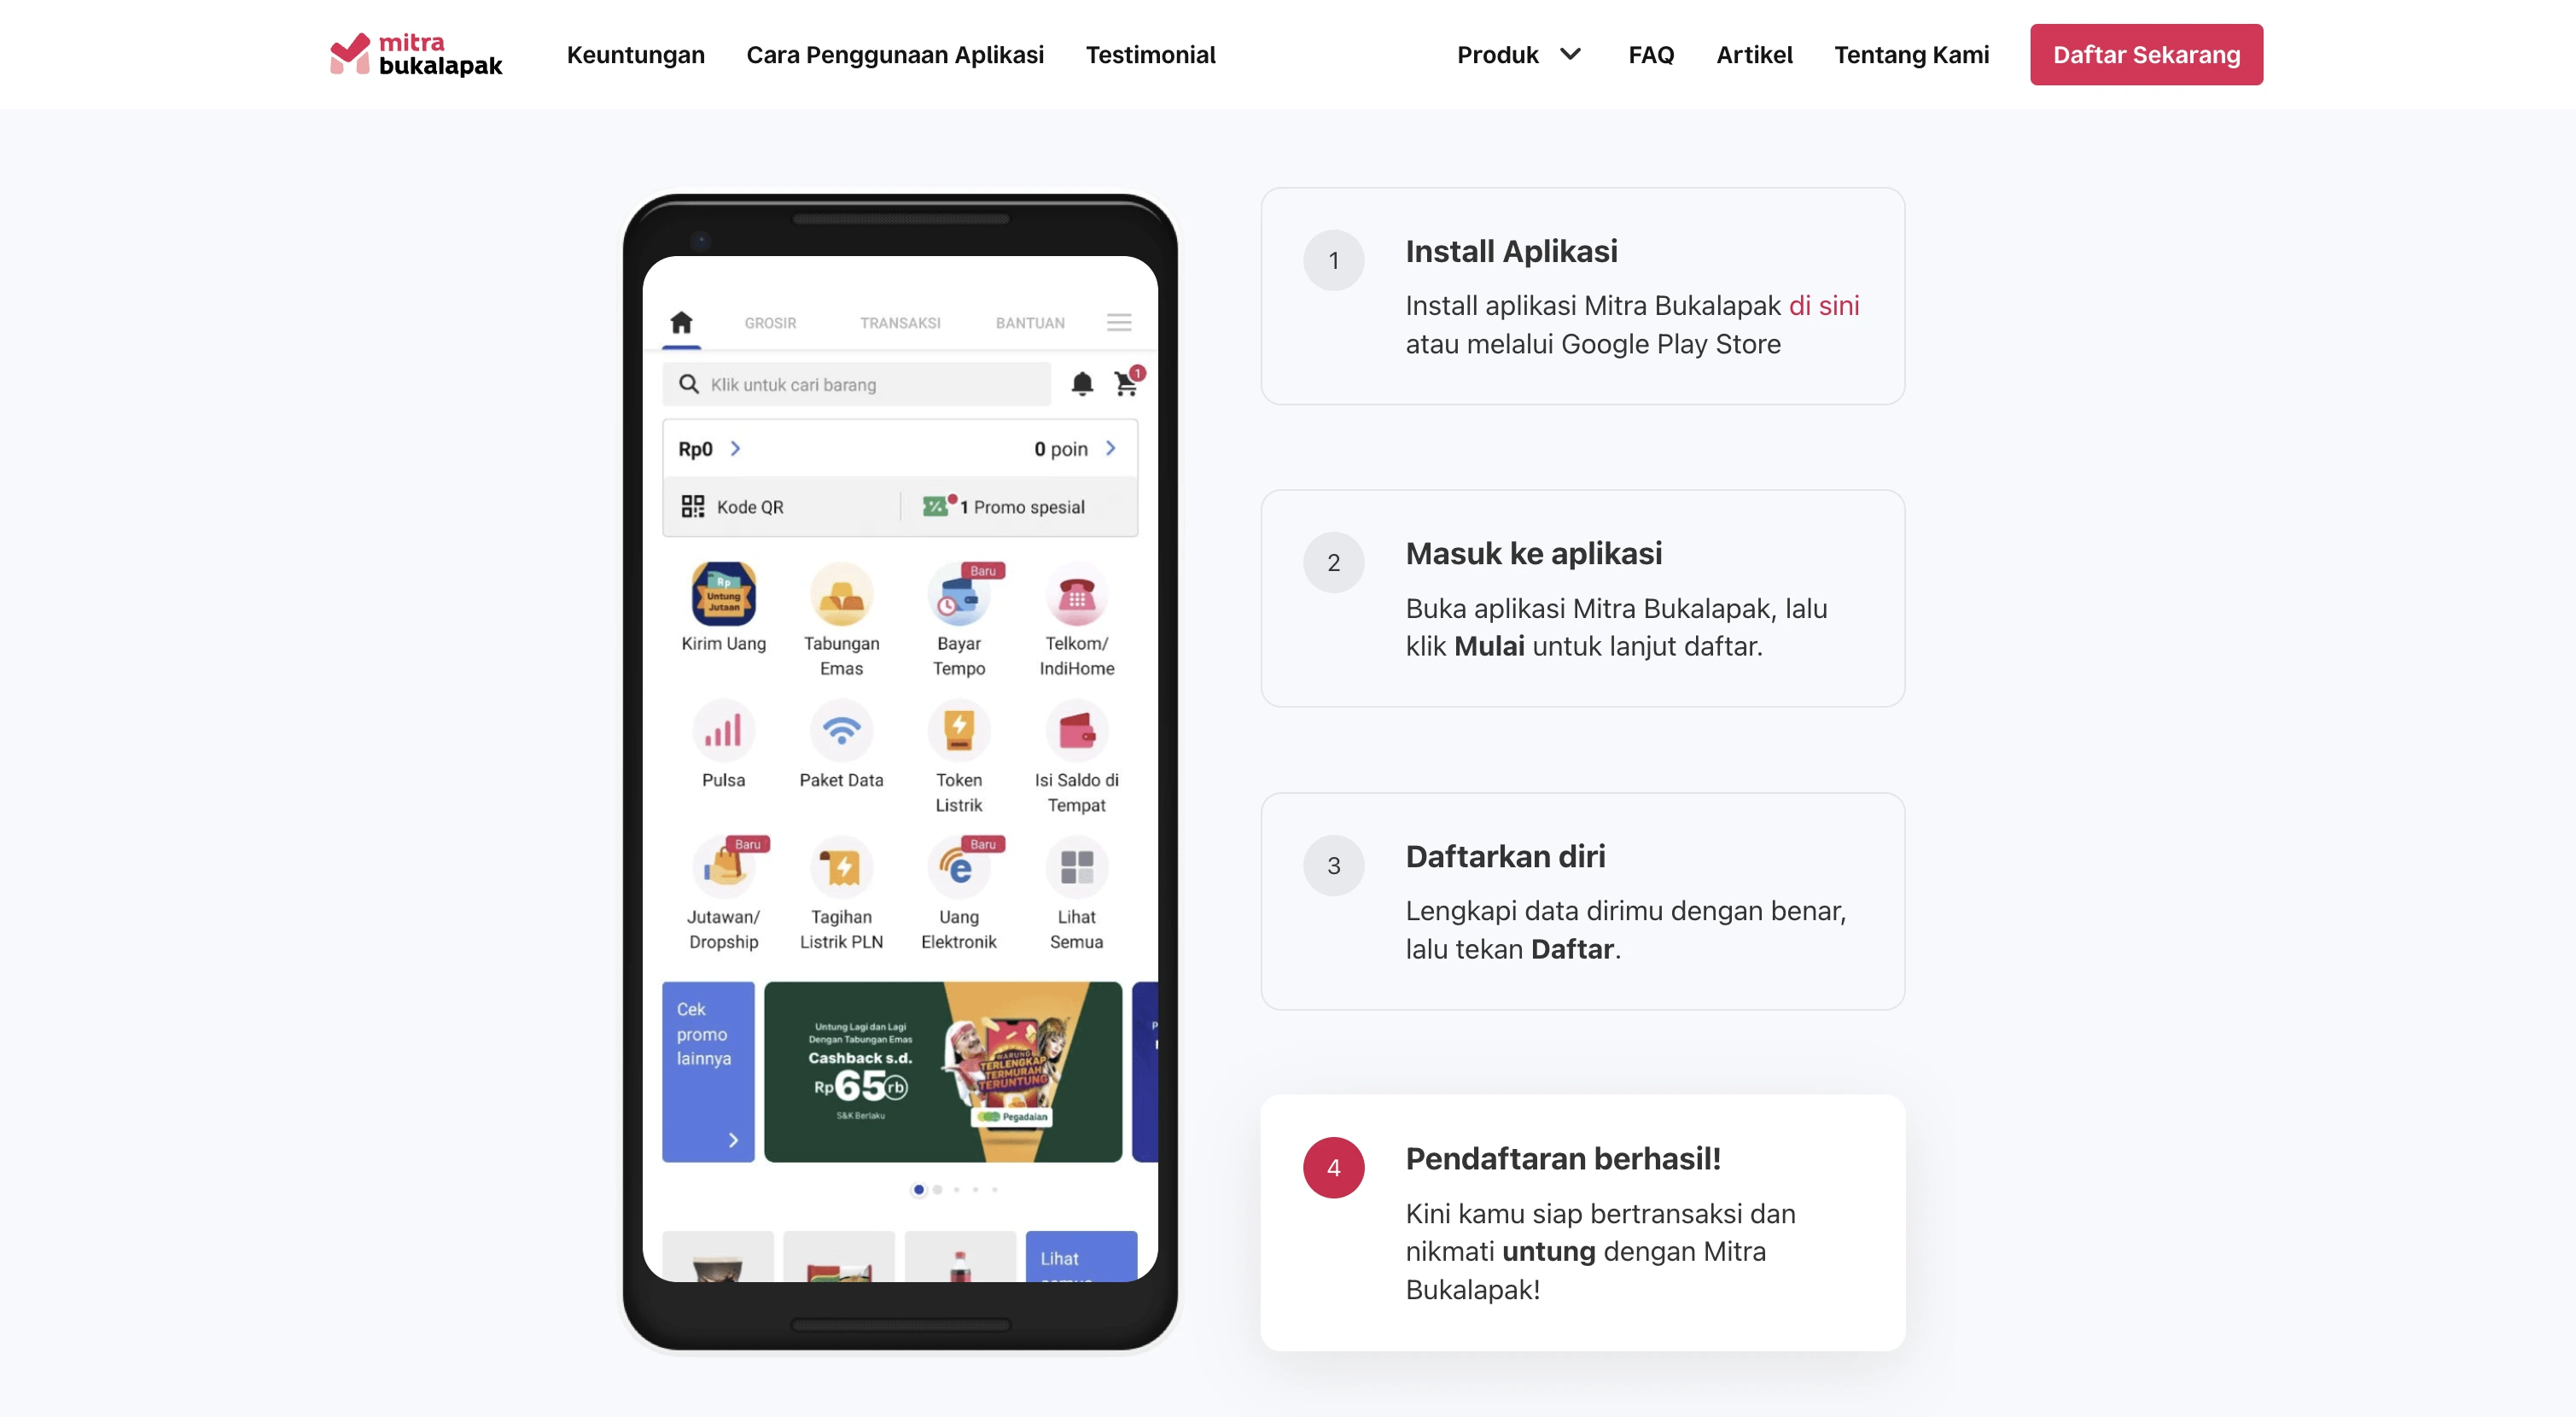 mitra
bukalapak
Keuntungan
Cara Penggunaan Aplikasi
Testimonial
Produk
FAQ
Artikel
Tentang Kami
Daftar Sekarang
GROSIR
TRANSAKSI
BANTUAN
Klik untuk cari barang
1
Rp0
0 poin
Kode QR
1 Promo spesial
Rp
Untung
Jutaan
Kirim Uang
Tabungan
Emas
Baru
Bayar
Tempo
Telkom/
IndiHome
Pulsa
Paket Data
Token
Listrik
Isi Saldo di
Tempat
Baru
Jutawan/
Dropship
Tagihan
Listrik PLN
Baru
Uang
Elektronik
Lihat
Semua
Cek
promo
lainnya
Untung Lagi dan Lagi
Dengan Tabungan Emas
Cashback s.d.
Rp65rb
S&K Berlaku
WARUNG
TERLENGKAP
TERMURAH
TERUNTUNG
Pegadaian
Lihat
1
Install Aplikasi
Install aplikasi Mitra Bukalapak di sini
atau melalui Google Play Store
2
Masuk ke aplikasi
Buka aplikasi Mitra Bukalapak, lalu
klik Mulai untuk lanjut daftar.
3
Daftarkan diri
Lengkapi data dirimu dengan benar,
lalu tekan Daftar.
4
Pendaftaran berhasil!
Kini kamu siap bertransaksi dan
nikmati untung dengan Mitra
Bukalapak!